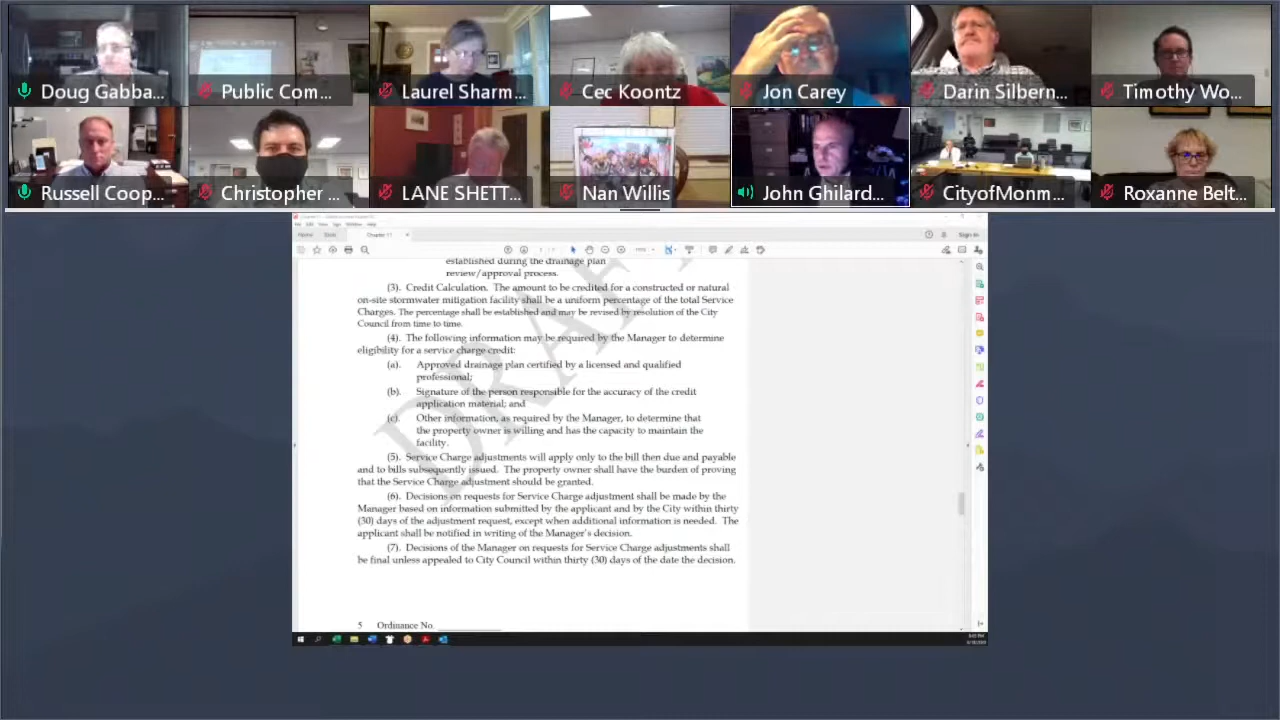 Doug Gabba...
Public Com...
Laurel Sharm...
Cec Koontz
Jon Carey
Darin Silbern...
Timothy Wo...
Russell Coop...
Christopher ...
LANE SHETT...
Nan Willis
John Ghilard...
CityofMonm...
Roxanne Belt...
Home
Tools
Chapter 11
Sign In
established during the drainage plan
review/approval process.
(3). Credit Calculation. The amount to be credited for a constructed or natural
on-site stormwater mitigation facility shall be a uniform percentage of the total Service
Charges. The percentage shall be established and may be revised by resolution of the City
Council from time to time.
(4). The following information may be required by the Manager to determine
eligibility for a service charge credit:
(a). Approved drainage plan certified by a licensed and qualified
professional;
(b). Signature of the person responsible for the accuracy of the credit
application material; and
(c). Other information, as required by the Manager, to determine that
the property owner is willing and has the capacity to maintain the
facility.
(5). Service Charge adjustments will apply only to the bill then due and payable
and to bills subsequently issued. The property owner shall have the burden of proving
that the Service Charge adjustment should be granted.
(6). Decisions on requests for Service Charge adjustment shall be made by the
Manager based on information submitted by the applicant and by the City within thirty
(30) days of the adjustment request, except when additional information is needed. The
applicant shall be notified in writing of the Manager's decision.
(7). Decisions of the Manager on requests for Service Charge adjustments shall
be final unless appealed to City Council within thirty (30) days of the date the decision.
DRAFT
5 Ordinance No. ____________